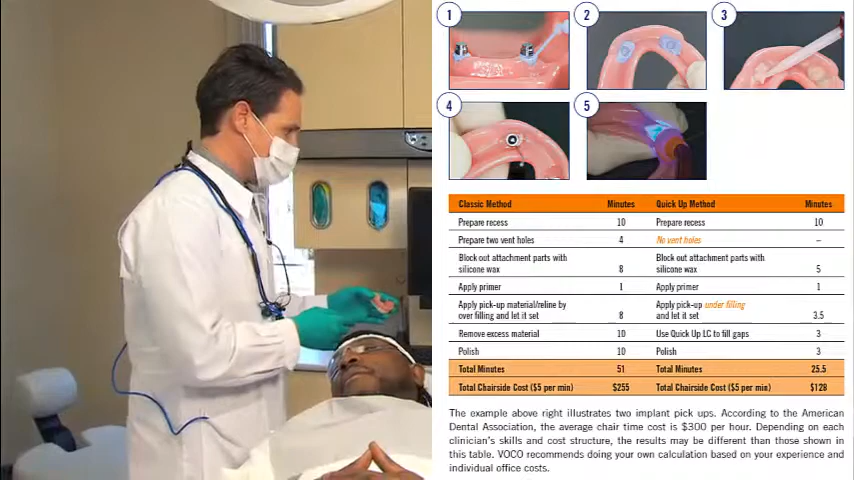 1
2
3
4
5
Classic Method Minutes Quick Up Method Minutes
Prepare recess 10 Prepare recess 10
Prepare two vent holes 4 No vent holes –
Block out attachment parts with silicone wax 8 Block out attachment parts with silicone wax 5
Apply primer 1 Apply primer 1
Apply pick-up material/reline by over filling and let it set 8 Apply pick-up under filling and let it set 3.5
Remove excess material 10 Use Quick Up LC to fill gaps 3
Polish 10 Polish 3
Total Minutes 51 Total Minutes 25.5
Total Chairside Cost ($5 per min) $255 Total Chairside Cost ($5 per min) $128
The example above right illustrates two implant pick ups. According to the American
Dental Association, the average chair time cost is $300 per hour. Depending on each
clinician's skills and cost structure, the results may be different than those shown in
this table. VOCO recommends doing your own calculation based on your experience and
individual office costs.